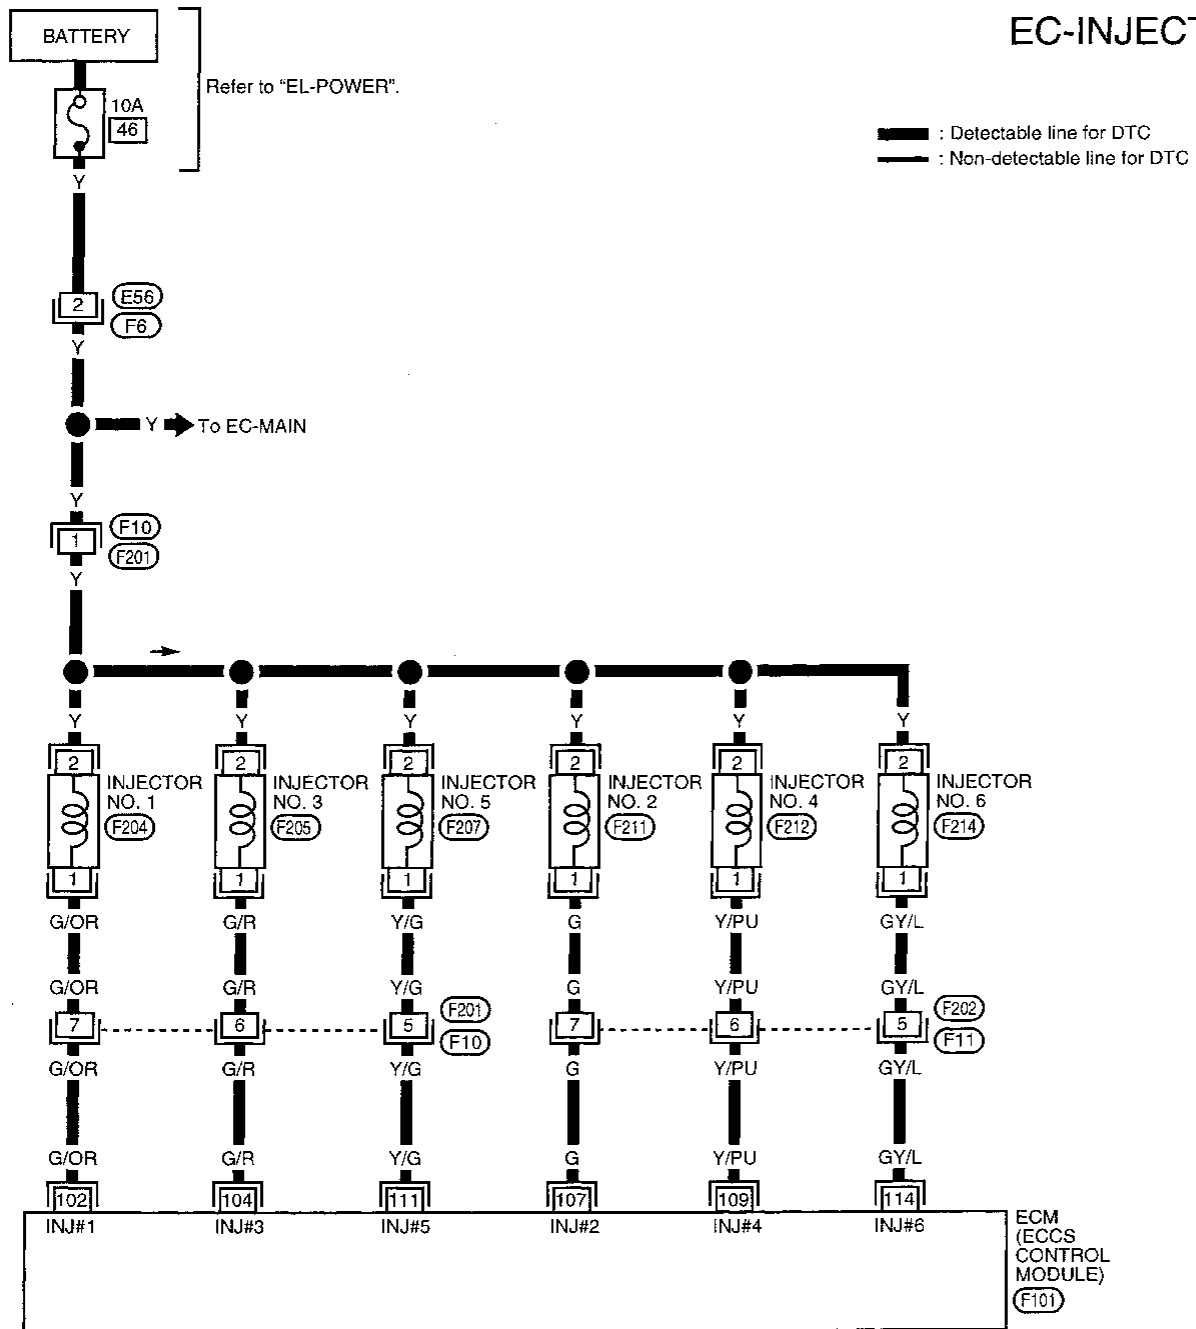 EC-INJECT
BATTERY
Refer to "EL-POWER".
10A
46
: Detectable line for DTC
: Non-detectable line for DTC
Y
2
E56
F6
Y
Y
To EC-MAIN
Y
1
F10
F201
Y
Y Y Y Y Y Y
2 2 2 2 2 2
INJECTOR NO. 1
F204
INJECTOR NO. 3
F205
INJECTOR NO. 5
F207
INJECTOR NO. 2
F211
INJECTOR NO. 4
F212
INJECTOR NO. 6
F214
1 1 1 1 1 1
G/OR G/R Y/G G Y/PU GY/L
G/OR G/R Y/G G Y/PU GY/L
7 6 5 F201 7 6 5 F202
F10 F11
G/OR G/R Y/G G Y/PU GY/L
G/OR G/R Y/G G Y/PU GY/L
102 104 111 107 109 114
INJ#1 INJ#3 INJ#5 INJ#2 INJ#4 INJ#6
ECM
(ECCS
CONTROL
MODULE)
F101